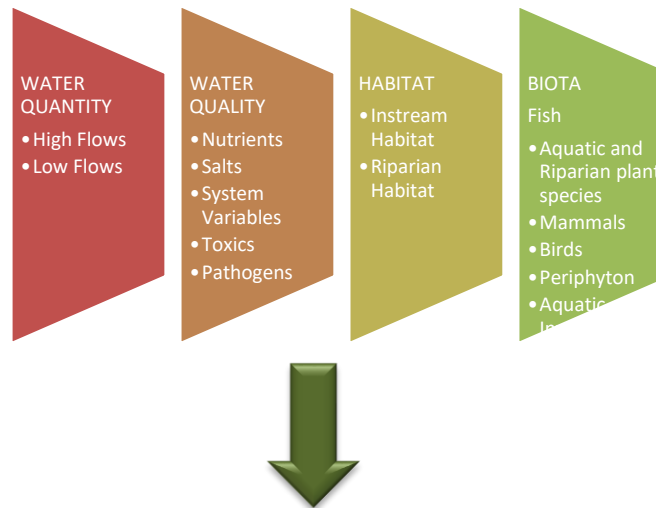 WATER
QUANTITY
•High Flows
•Low Flows
WATER
QUALITY
•Nutrients
•Salts
•System
Variables
•Toxics
•Pathogens
HABITAT
•Instream
Habitat
•Riparian
Habitat
BIOTA
Fish
•Aquatic and
Riparian plant
species
•Mammals
•Birds
•Periphyton
•Aquatic